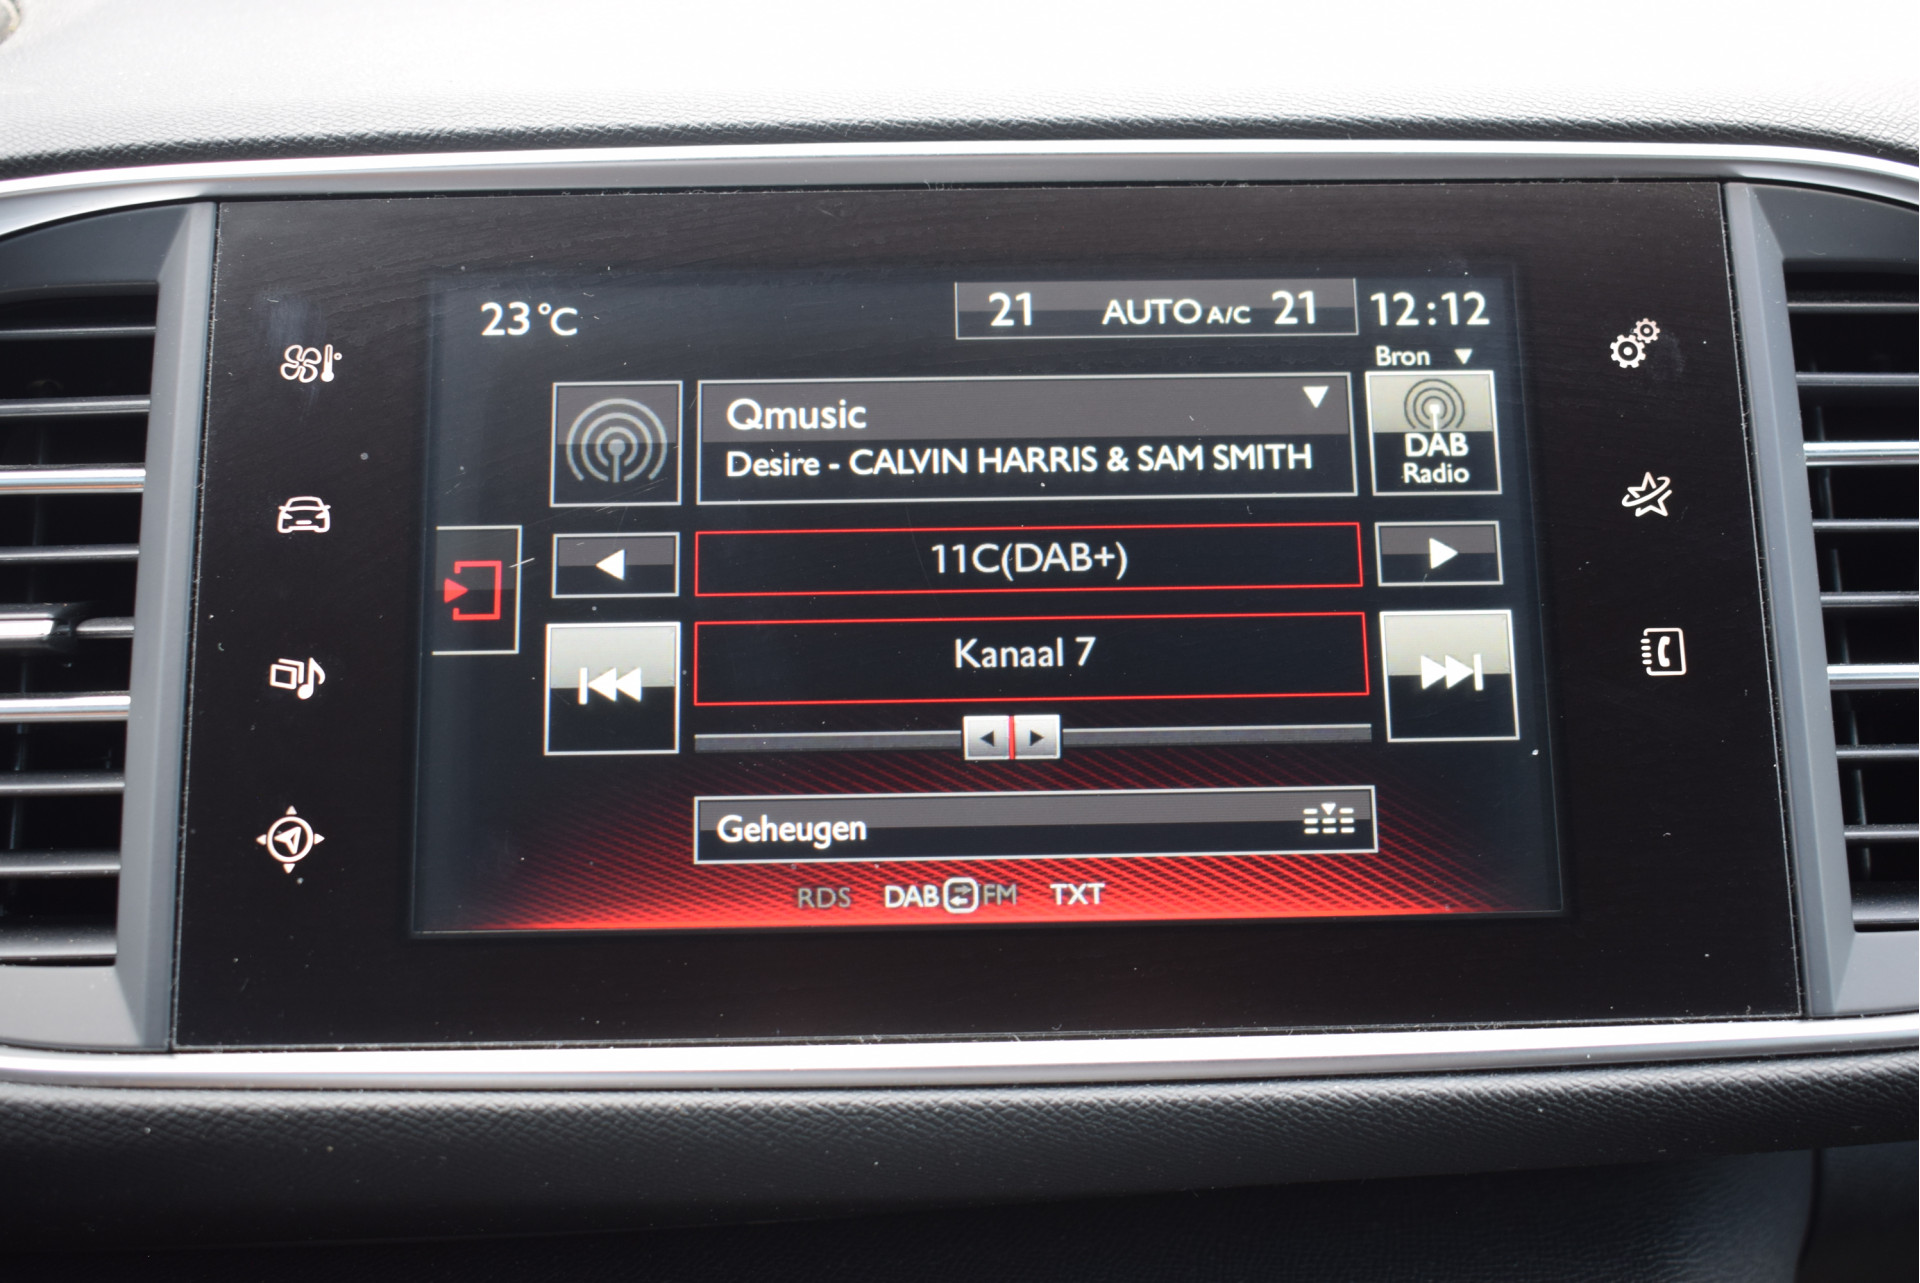 23°C
21 AUTO A/C 21
12:12
Bron
Qmusic
Desire - CALVIN HARRIS & SAM SMITH
DAB
Radio
11C(DAB+)
Kanaal 7
Geheugen
RDS DAB FM TXT